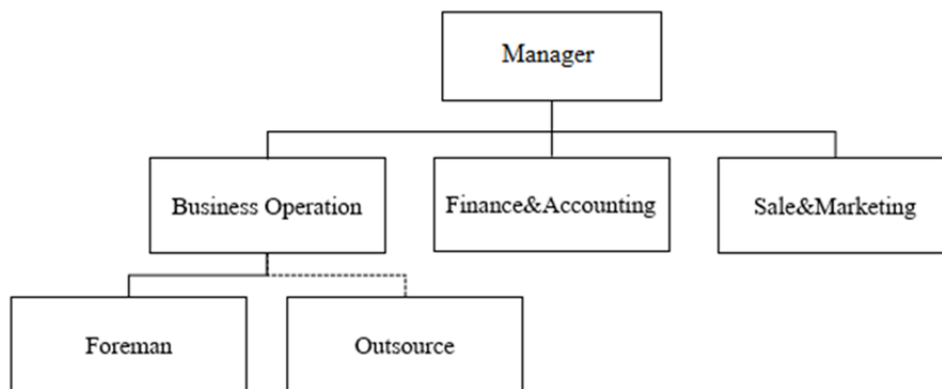 Manager
Business Operation
Finance&Accounting
Sale&Marketing
Foreman
Outsource